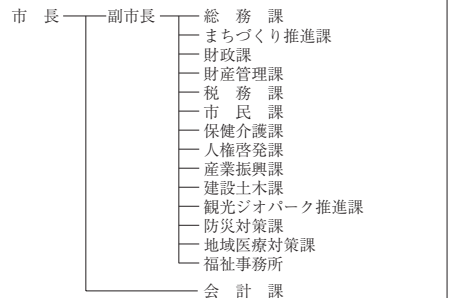 市 長 副市長 総 務 課
まちづくり推進課
財政課
財産管理課
税 務 課
市 民 課
保健介護課
人権啓発課
産業振興課
建設土木課
観光ジオパーク推進課
防災対策課
地域医療対策課
福祉事務所
会 計 課